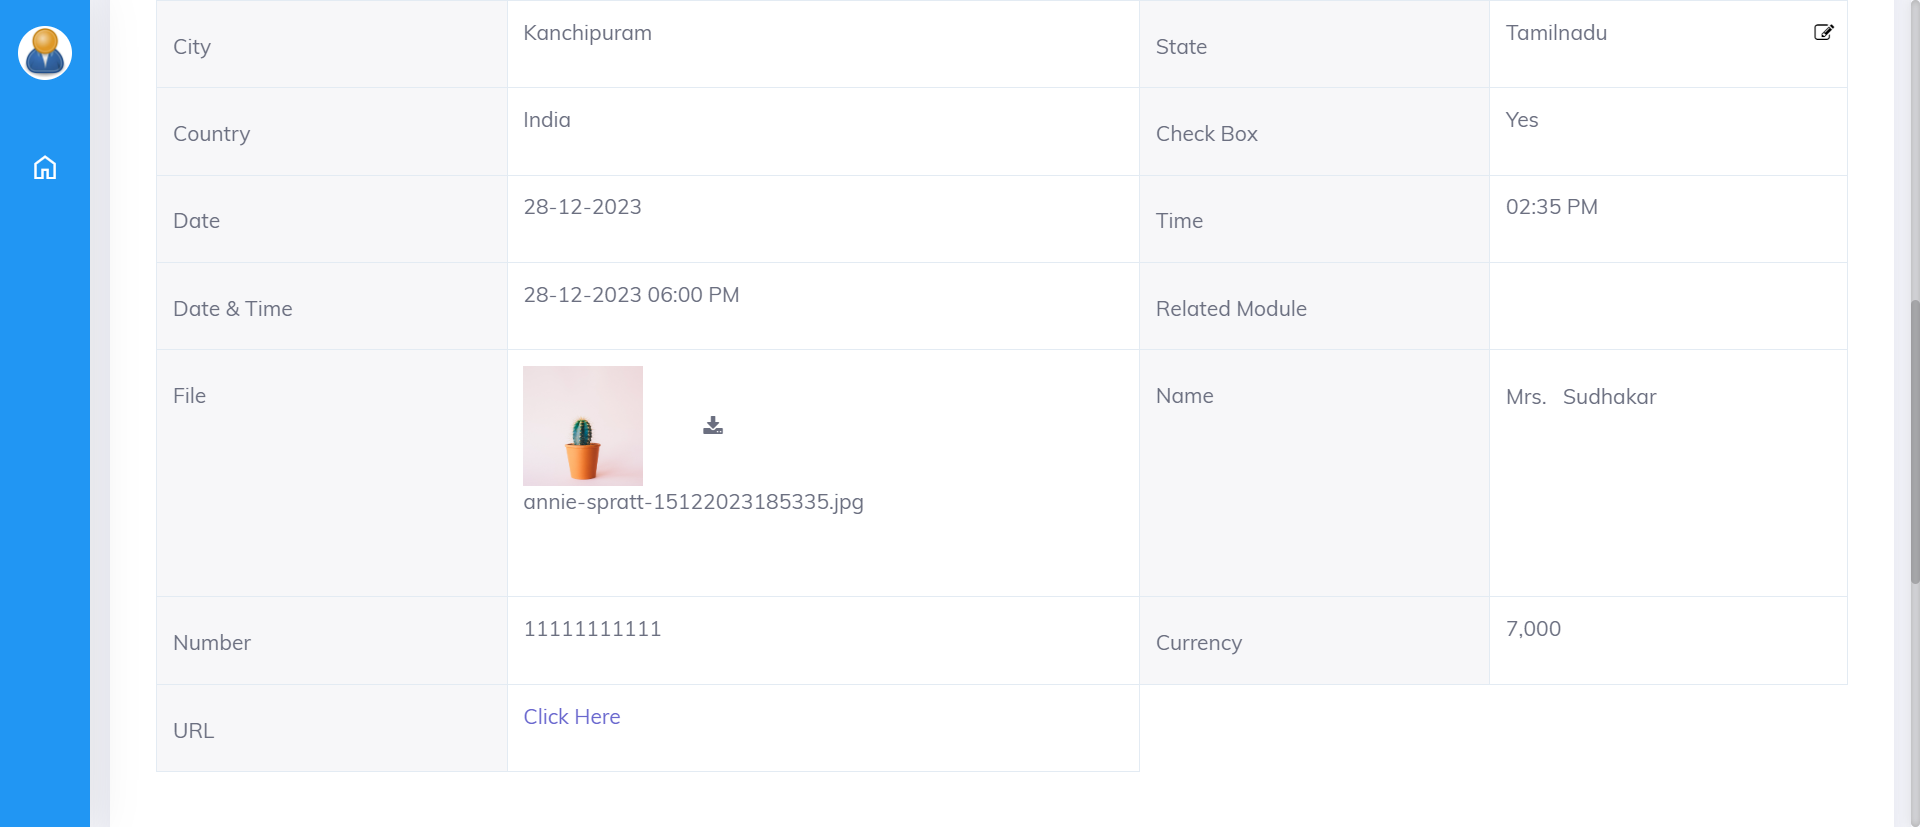 City
Kanchipuram
State
Tamilnadu
Country
India
Check Box
Yes
Date
28-12-2023
Time
02:35 PM
Date & Time
28-12-2023 06:00 PM
Related Module
File
annie-spratt-15122023185335.jpg
Name
Mrs. Sudhakar
Number
11111111111
Currency
7,000
URL
Click Here